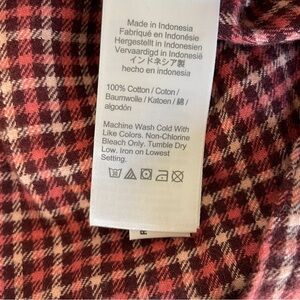 Made in Indonesia
Fabriqué en Indonésie
Hergestellt in Indonesien
Vervaardigd in Indonesië
インドネシア製
hecho en indonesia
100% Cotton / Coton /
Baumwolle / Katoen / 綿 /
algodón
Machine Wash Cold With
Like Colors. Non-Chlorine
Bleach Only. Tumble Dry
Low. Iron on Lowest
Setting.